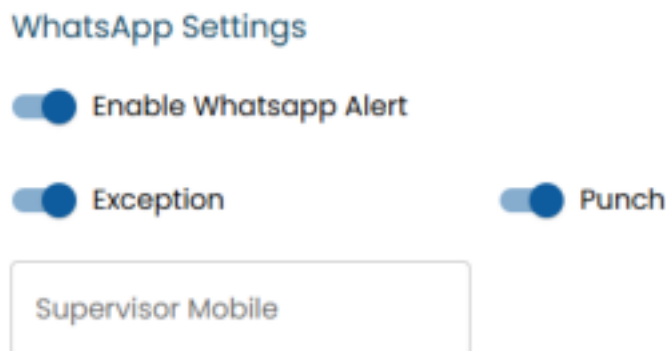 WhatsApp Settings
Enable Whatsapp Alert
Exception Punch
Supervisor Mobile